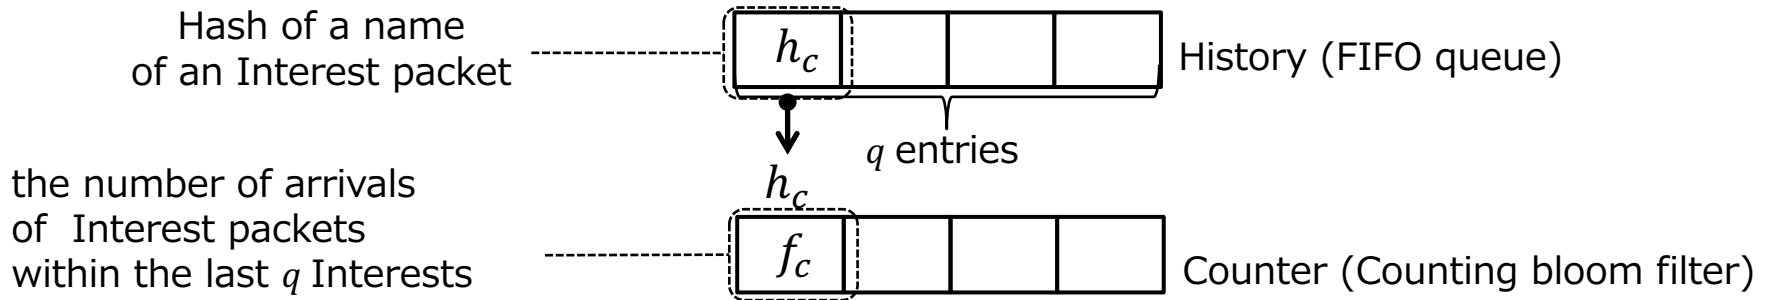 Hash of a name
of an Interest packet
h_c
History (FIFO queue)
q entries
h_c
the number of arrivals
of Interest packets
within the last q Interests
f_c
Counter (Counting bloom filter)